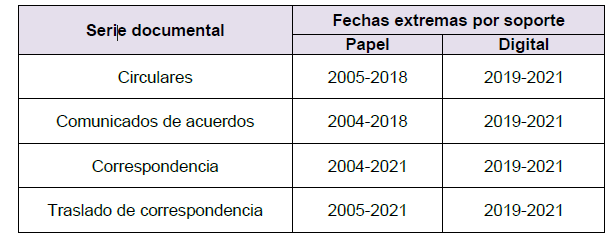 Serie documental
Fechas extremas por soporte
Papel
Digital
Circulares
2005-2018
2019-2021
Comunicados de acuerdos
2004-2018
2019-2021
Correspondencia
2004-2021
2019-2021
Traslado de correspondencia
2005-2021
2019-2021